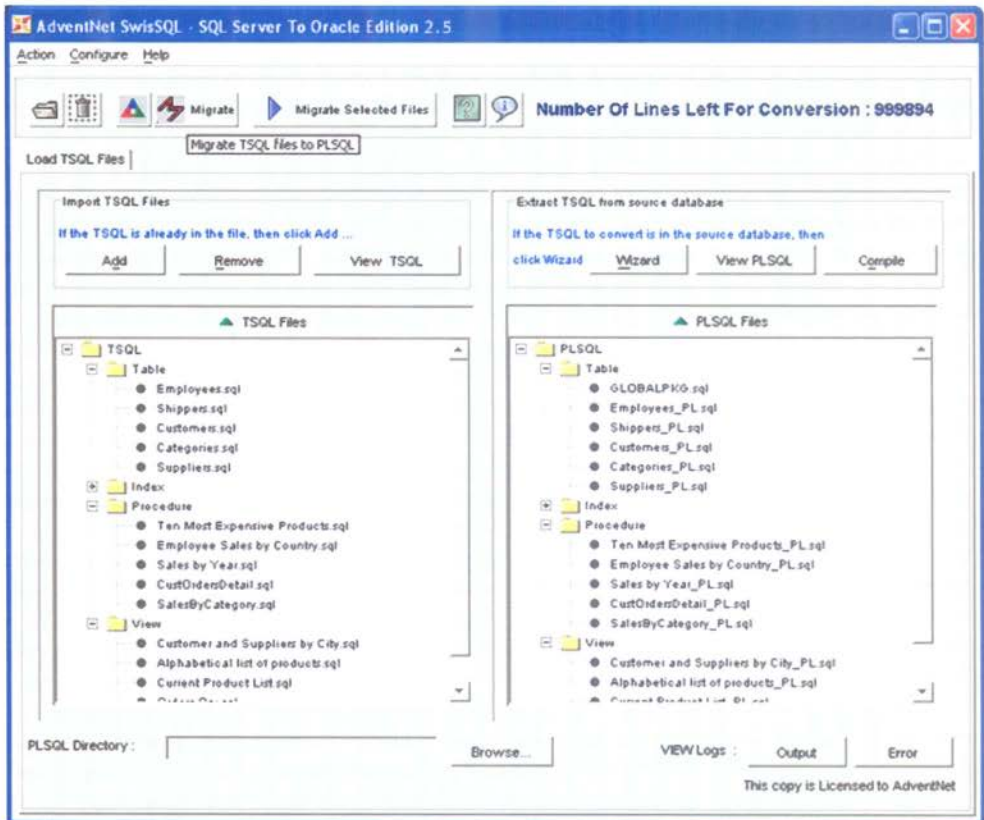 AdventNet SwisSQL - SQL Server To Oracle Edition 2.5
Action Configure Help
Migrate Migrate Selected Files Number Of Lines Left For Conversion : 999894
Migrate TSQL files to PLSQL
Load TSQL Files
Import TSQL Files
If the TSQL is already in the file, then click Add ...
Add Remove View TSQL
TSQL Files
TSQL
Table
Employees.sql
Shippers.sql
Customers.sql
Categories.sql
Suppliers.sql
Index
Procedure
Ten Most Expensive Products.sql
Employee Sales by Country.sql
Sales by Year.sql
CustOrdersDetail.sql
SalesByCategory.sql
View
Customer and Suppliers by City.sql
Alphabetical list of products.sql
Current Product List.sql
Extract TSQL from source database
If the TSQL to convert is in the source database, then
click Wizard Wizard View PLSQL Compile
PLSQL Files
PLSQL
Table
GLOBALPKG.sql
Employees_PL.sql
Shippers_PL.sql
Customers_PL.sql
Categories_PL.sql
Suppliers_PL.sql
Index
Procedure
Ten Most Expensive Products_PL.sql
Employee Sales by Country_PL.sql
Sales by Year_PL.sql
CustOrdersDetail_PL.sql
SalesByCategory_PL.sql
View
Customer and Suppliers by City_PL.sql
Alphabetical list of products_PL.sql
Current Product List_PL.sql
PLSQL Directory : Browse... VIEW Logs : Output Error
This copy is Licensed to AdventNet